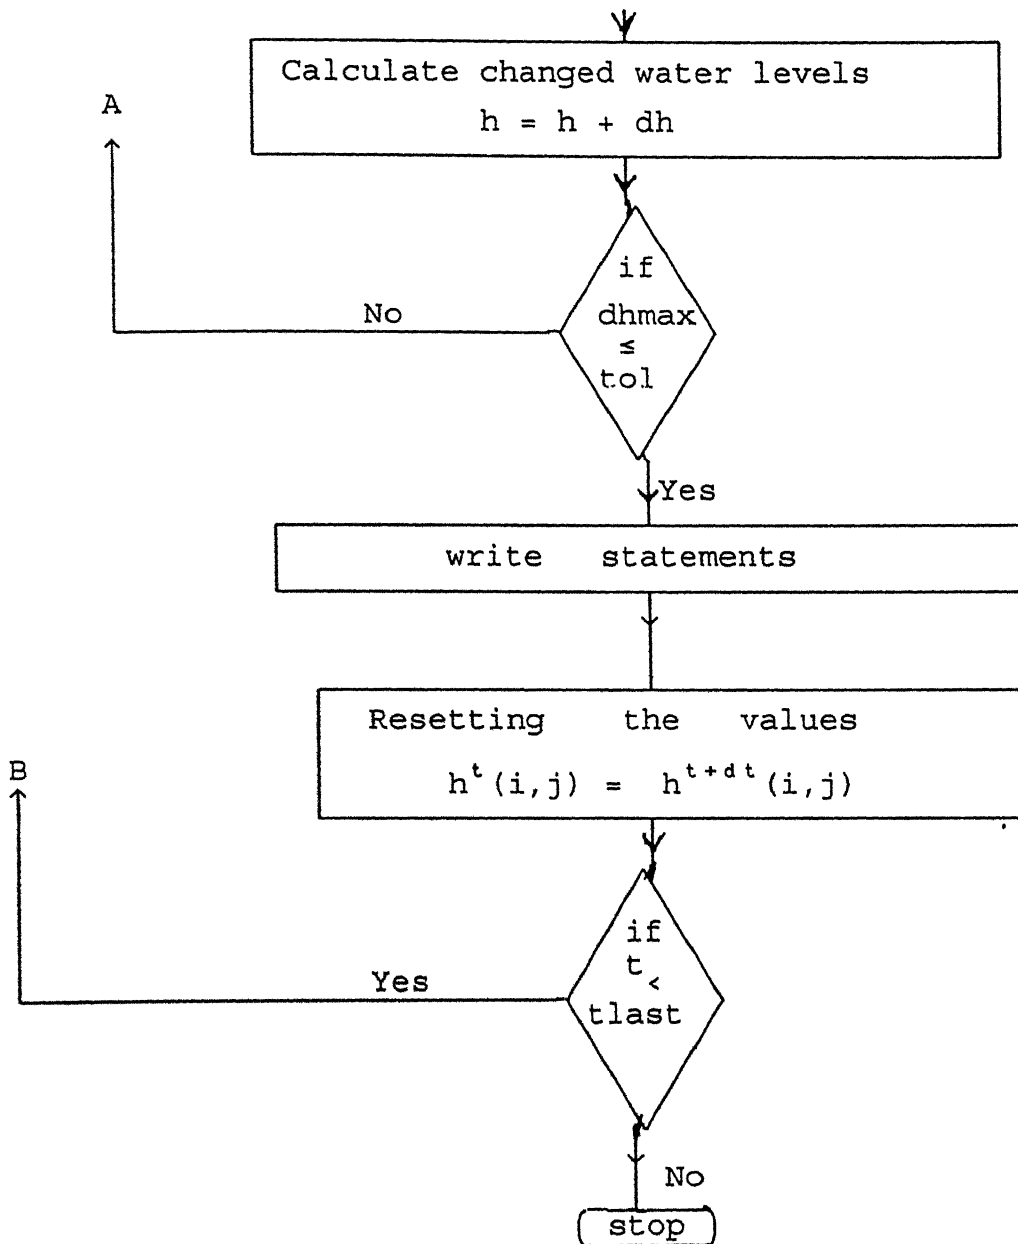 Calculate changed water levels
h = h + dh
A
if
dhmax
≤
tol
No
Yes
write statements
Resetting the values
h^t(i,j) = h^{t+dt}(i,j)
B
if
t
<
tlast
Yes
No
stop